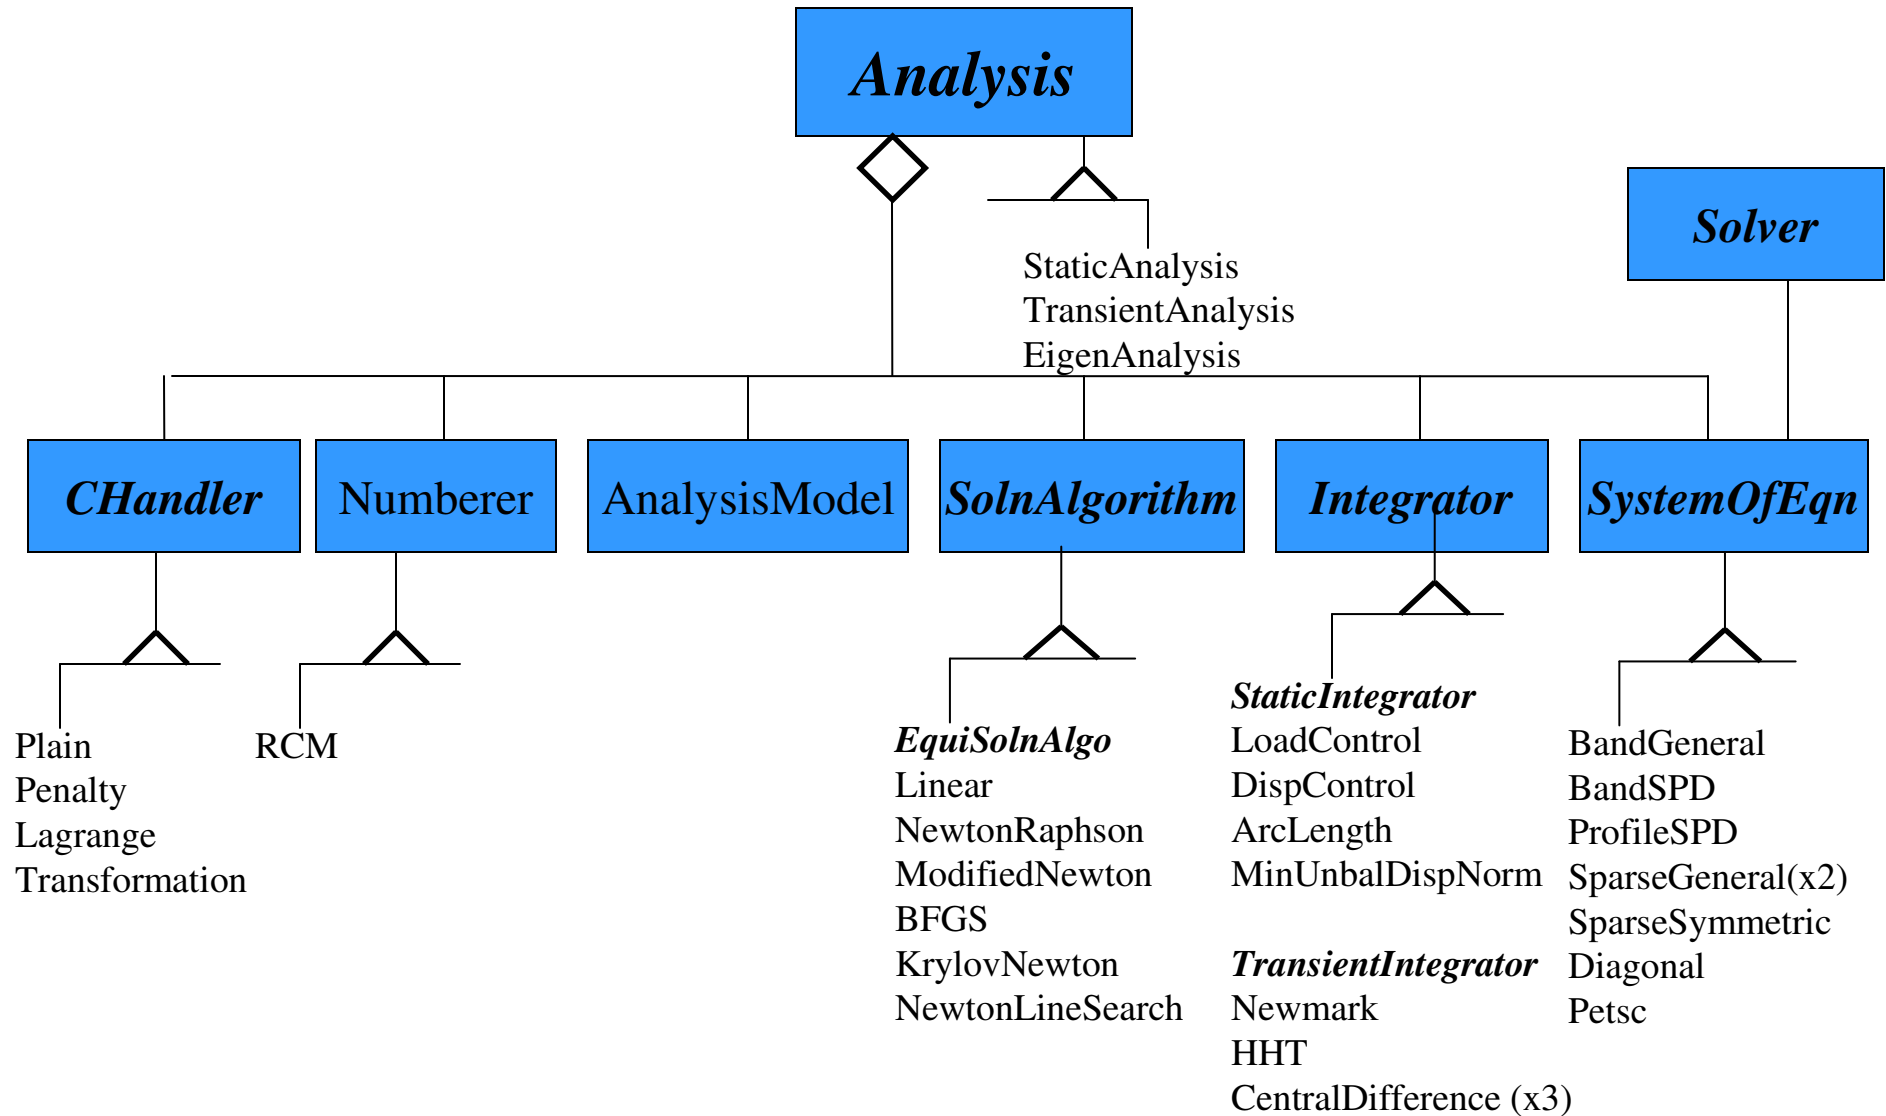 Analysis
Solver
StaticAnalysis
TransientAnalysis
EigenAnalysis
CHandler
Numberer
AnalysisModel
SolnAlgorithm
Integrator
SystemOfEqn
Plain
Penalty
Lagrange
Transformation
RCM
EquiSolnAlgo
Linear
NewtonRaphson
ModifiedNewton
BFGS
KrylovNewton
NewtonLineSearch
StaticIntegrator
LoadControl
DispControl
ArcLength
MinUnbalDispNorm
TransientIntegrator
Newmark
HHT
CentralDifference (x3)
BandGeneral
BandSPD
ProfileSPD
SparseGeneral(x2)
SparseSymmetric
Diagonal
Petsc